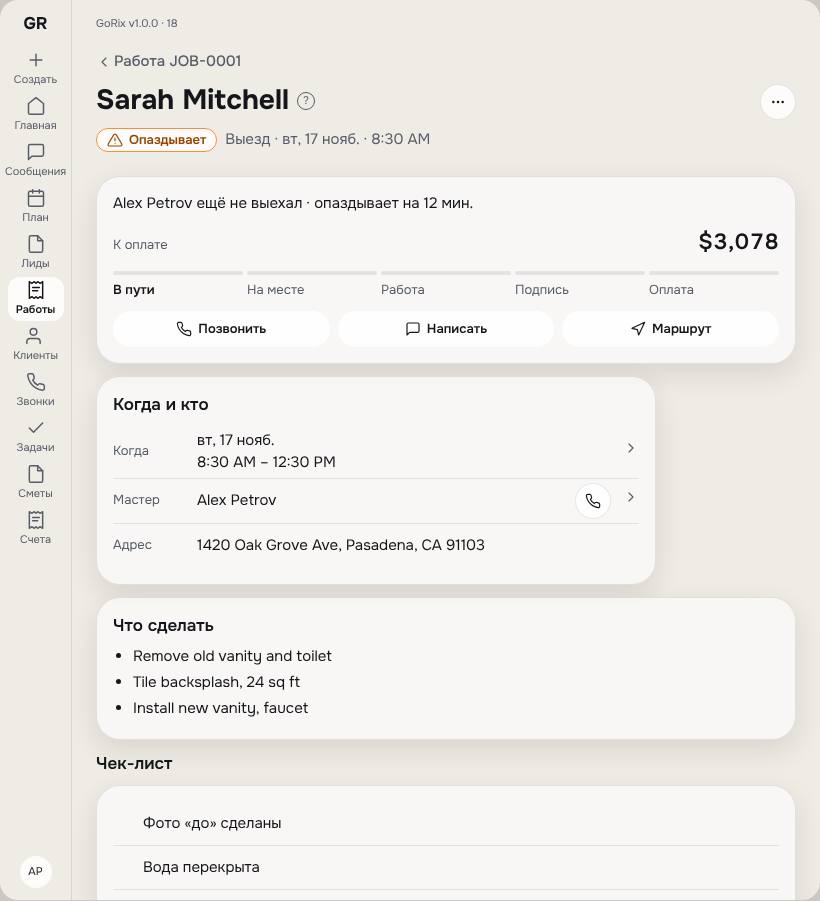 GR
GoRix v1.0.0 · 18
Создать
Главная
Сообщения
План
Лиды
Работы
Клиенты
Звонки
Задачи
Сметы
Счета
AP
Работа JOB-0001
Sarah Mitchell ?
Опаздывает Выезд · вт, 17 нояб. · 8:30 AM
Alex Petrov ещё не выехал · опаздывает на 12 мин.
К оплате $3,078
В пути На месте Работа Подпись Оплата
Позвонить Написать Маршрут
Когда и кто
Когда вт, 17 нояб.
8:30 AM – 12:30 PM
Мастер Alex Petrov
Адрес 1420 Oak Grove Ave, Pasadena, CA 91103
Что сделать
• Remove old vanity and toilet
• Tile backsplash, 24 sq ft
• Install new vanity, faucet
Чек-лист
Фото «до» сделаны
Вода перекрыта